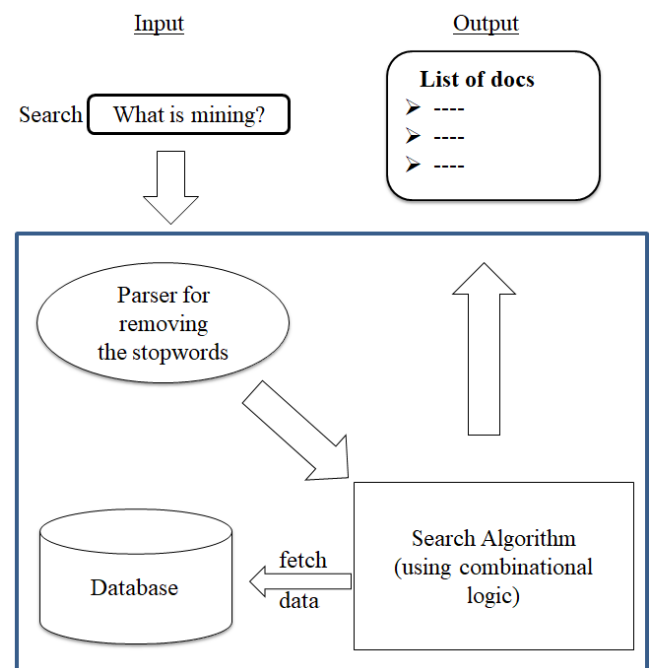 Input
Output
Search
What is mining?
List of docs
➤ ----
➤ ----
➤ ----
Parser for
removing
the stopwords
Search Algorithm
(using combinational
logic)
fetch
data
Database